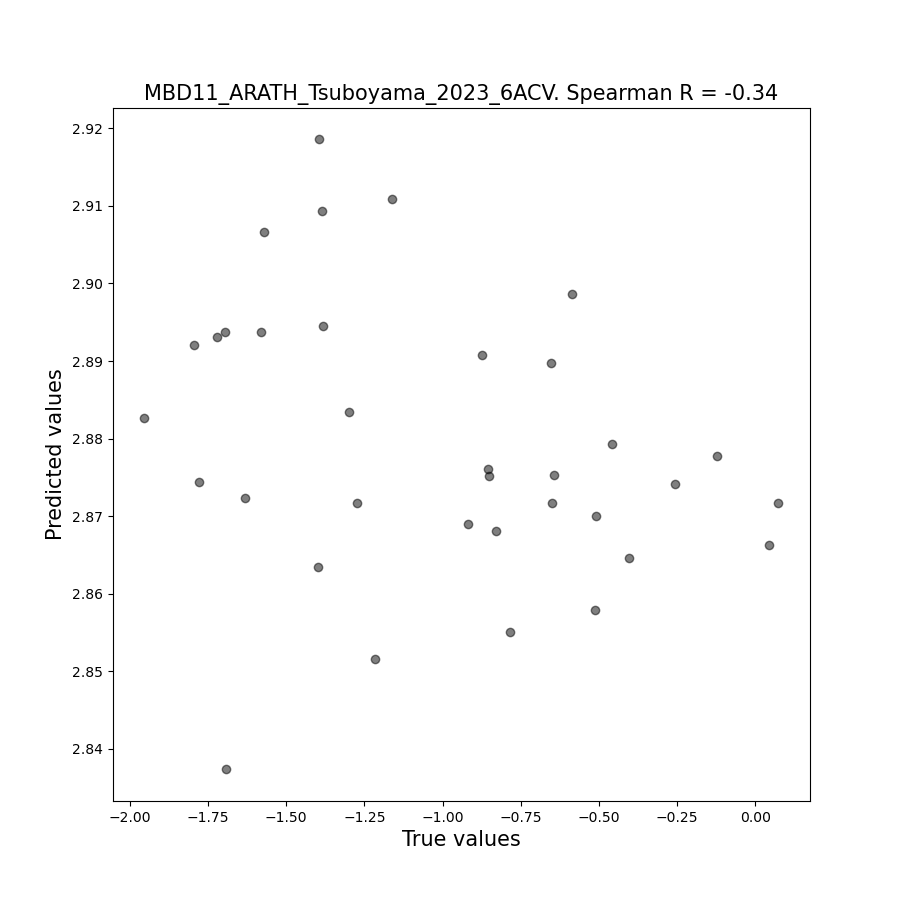 MBD11_ARATH_Tsuboyama_2023_6ACV. Spearman R = -0.34
2.92
2.91
2.90
2.89
2.88
2.87
2.86
2.85
2.84
Predicted values
−2.00 −1.75 −1.50 −1.25 −1.00 −0.75 −0.50 −0.25 0.00
True values